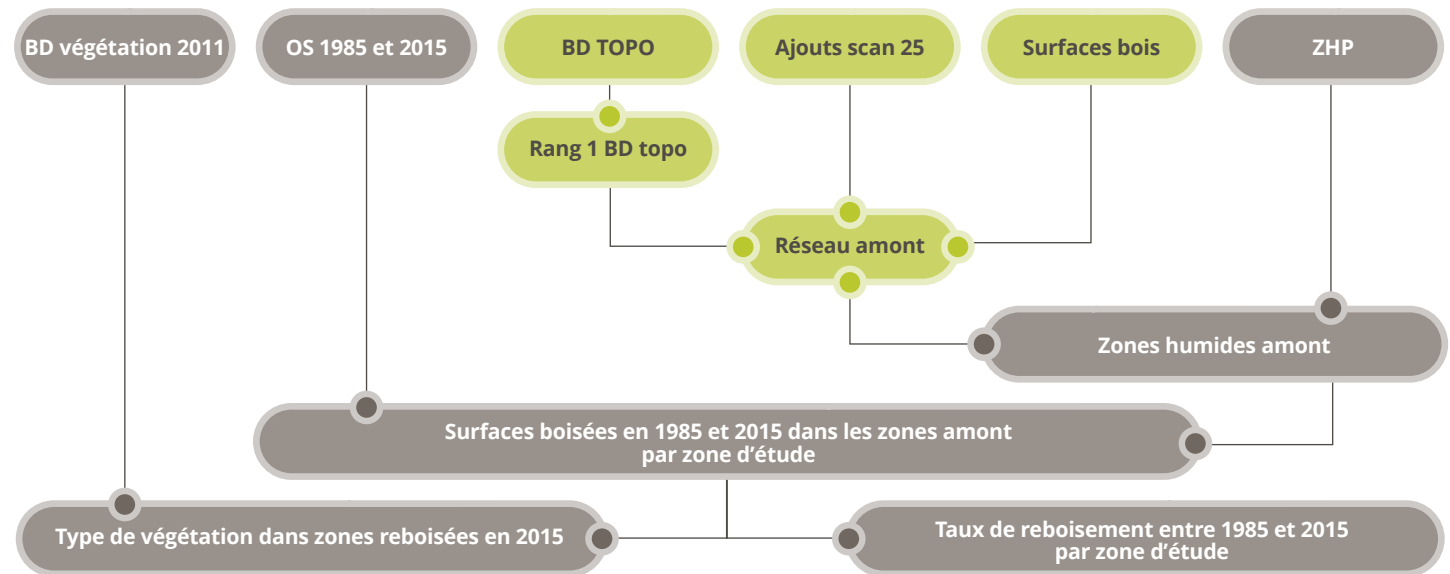 BD végétation 2011
OS 1985 et 2015
BD TOPO
Ajouts scan 25
Surfaces bois
ZHP
Rang 1 BD topo
Réseau amont
Zones humides amont
Surfaces boisées en 1985 et 2015 dans les zones amont
par zone d’étude
Type de végétation dans zones reboisées en 2015
Taux de reboisement entre 1985 et 2015
par zone d’étude